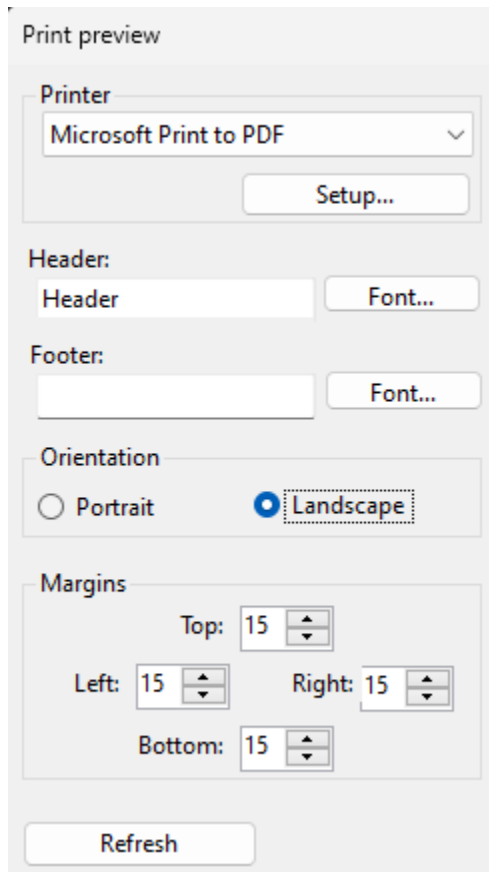 Print preview
Printer
Microsoft Print to PDF
Setup...
Header:
Header Font...
Footer:
Font...
Orientation
Portrait Landscape
Margins
Top: 15
Left: 15 Right: 15
Bottom: 15
Refresh